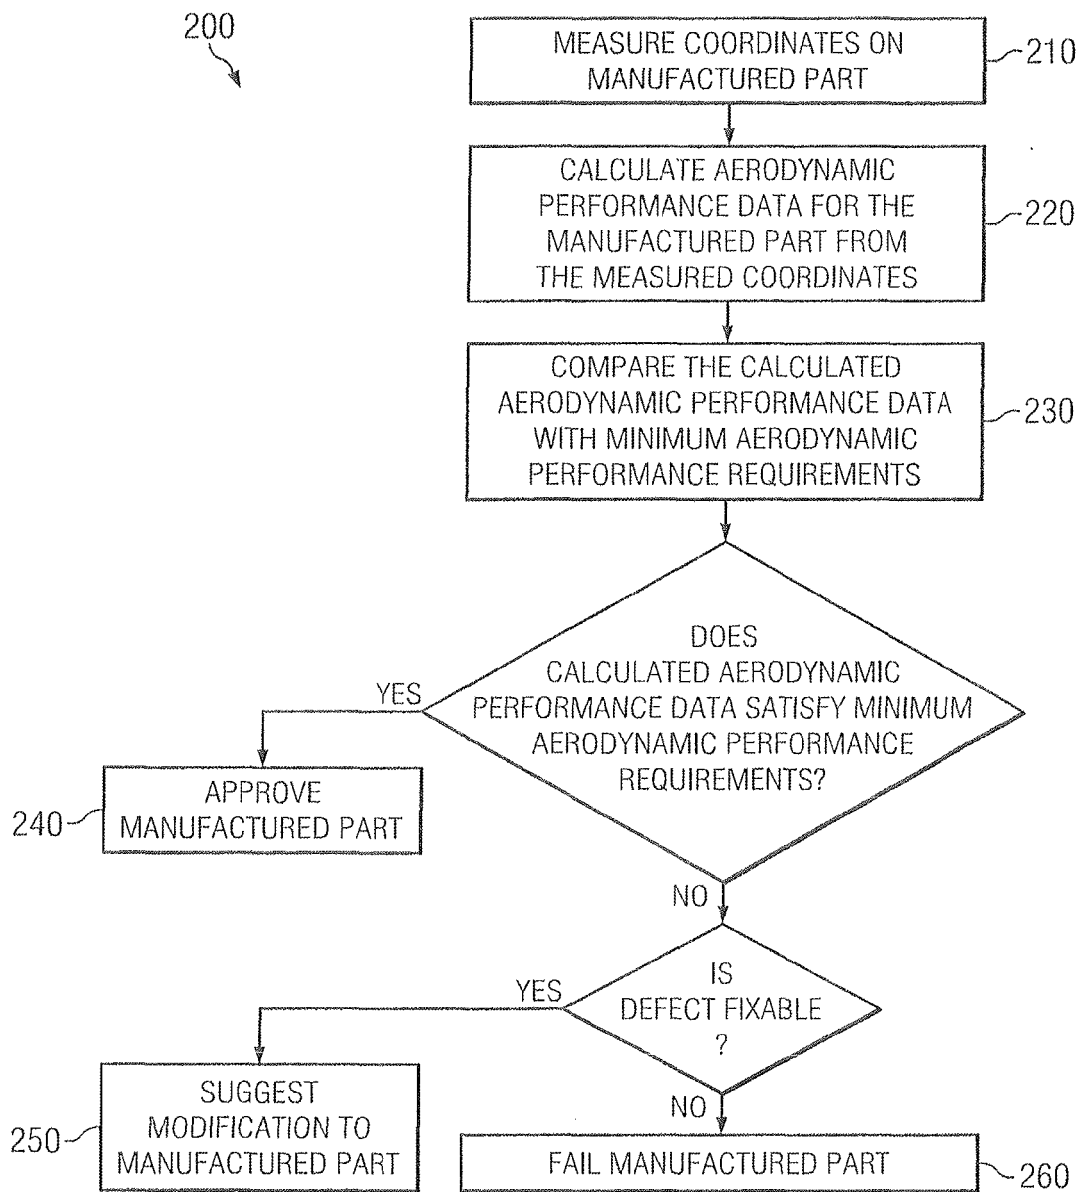 200
MEASURE COORDINATES ON
MANUFACTURED PART
210
CALCULATE AERODYNAMIC
PERFORMANCE DATA FOR THE
MANUFACTURED PART FROM
THE MEASURED COORDINATES
220
COMPARE THE CALCULATED
AERODYNAMIC PERFORMANCE DATA
WITH MINIMUM AERODYNAMIC
PERFORMANCE REQUIREMENTS
230
DOES
CALCULATED AERODYNAMIC
PERFORMANCE DATA SATISFY MINIMUM
AERODYNAMIC PERFORMANCE
REQUIREMENTS?
YES
APPROVE
MANUFACTURED PART
240
NO
IS
DEFECT FIXABLE
?
YES
SUGGEST
MODIFICATION TO
MANUFACTURED PART
250
NO
FAIL MANUFACTURED PART
260